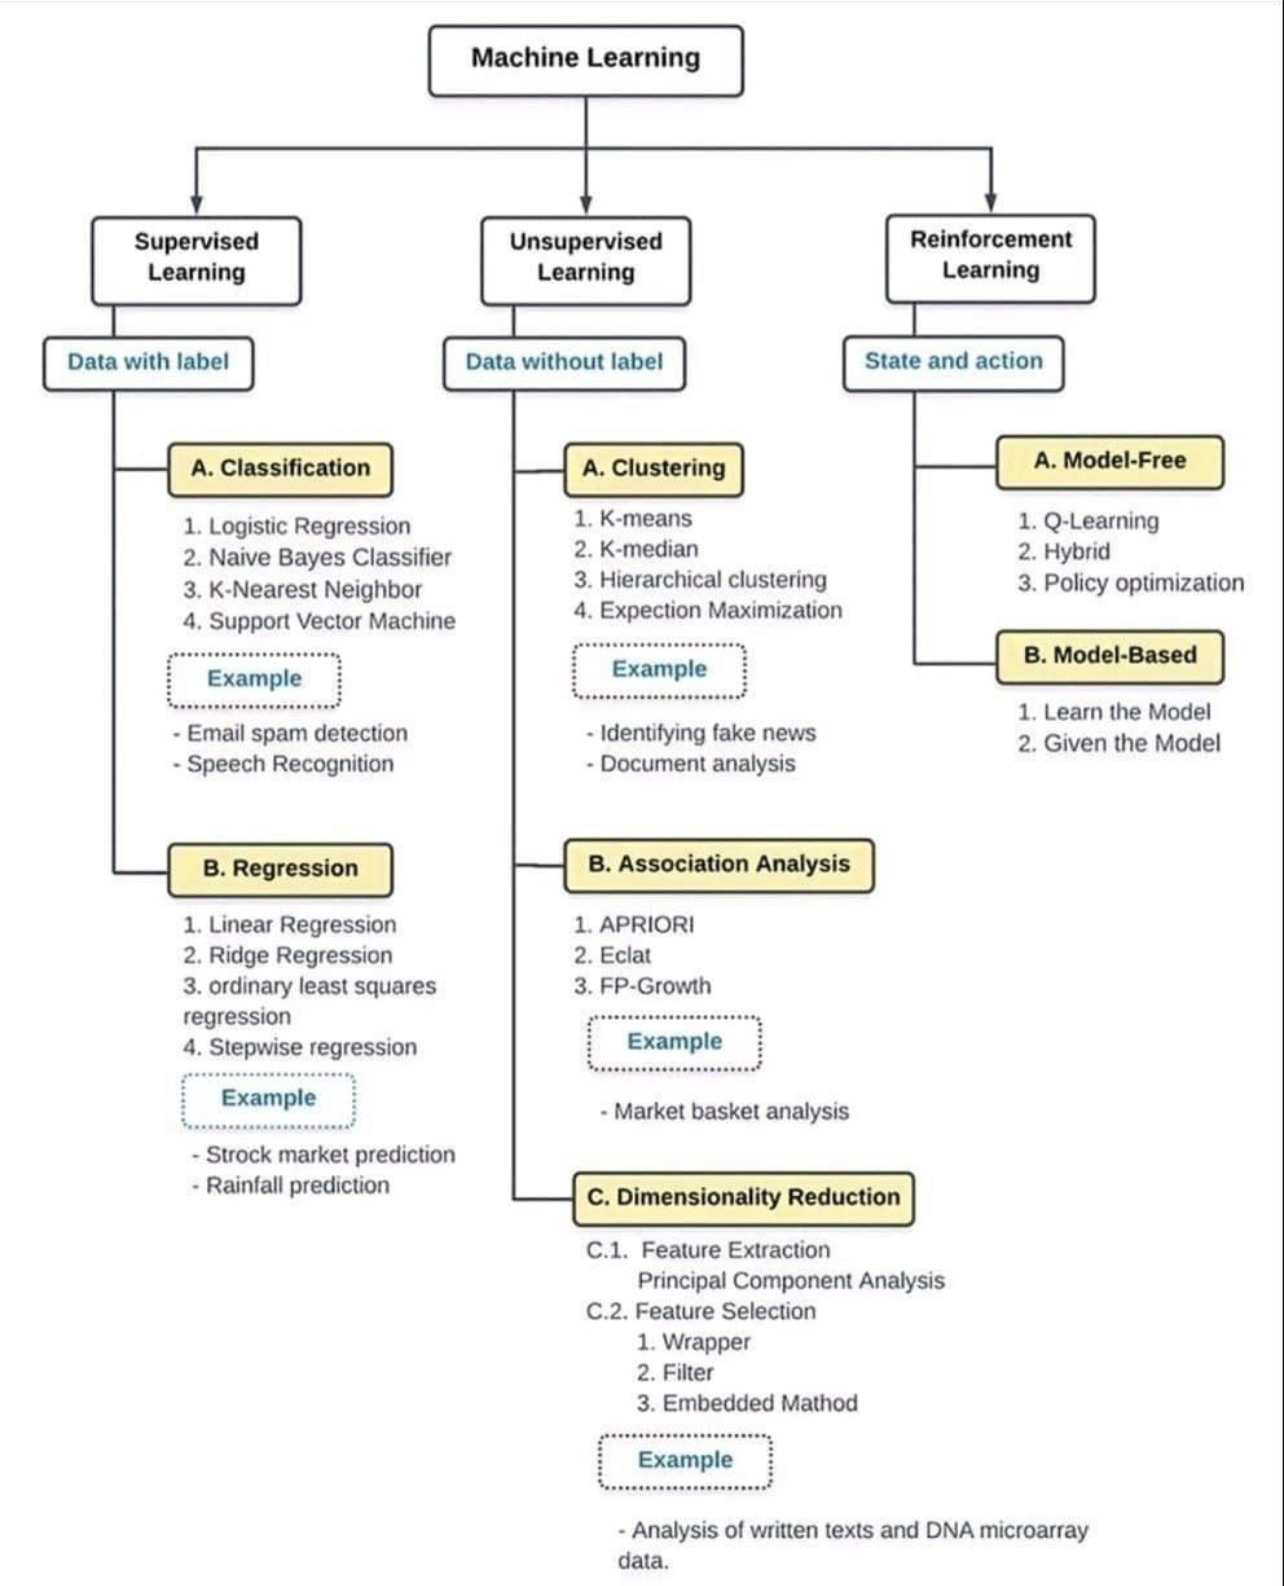 Machine Learning
Supervised
Learning
Data with label
A. Classification
1. Logistic Regression
2. Naive Bayes Classifier
3. K-Nearest Neighbor
4. Support Vector Machine
Example
- Email spam detection
- Speech Recognition
B. Regression
1. Linear Regression
2. Ridge Regression
3. ordinary least squares
regression
4. Stepwise regression
Example
- Strock market prediction
- Rainfall prediction
Unsupervised
Learning
Data without label
A. Clustering
1. K-means
2. K-median
3. Hierarchical clustering
4. Expection Maximization
Example
- Identifying fake news
- Document analysis
B. Association Analysis
1. APRIORI
2. Eclat
3. FP-Growth
Example
- Market basket analysis
C. Dimensionality Reduction
C.1. Feature Extraction
Principal Component Analysis
C.2. Feature Selection
1. Wrapper
2. Filter
3. Embedded Mathod
Example
- Analysis of written texts and DNA microarray
data.
Reinforcement
Learning
State and action
A. Model-Free
1. Q-Learning
2. Hybrid
3. Policy optimization
B. Model-Based
1. Learn the Model
2. Given the Model